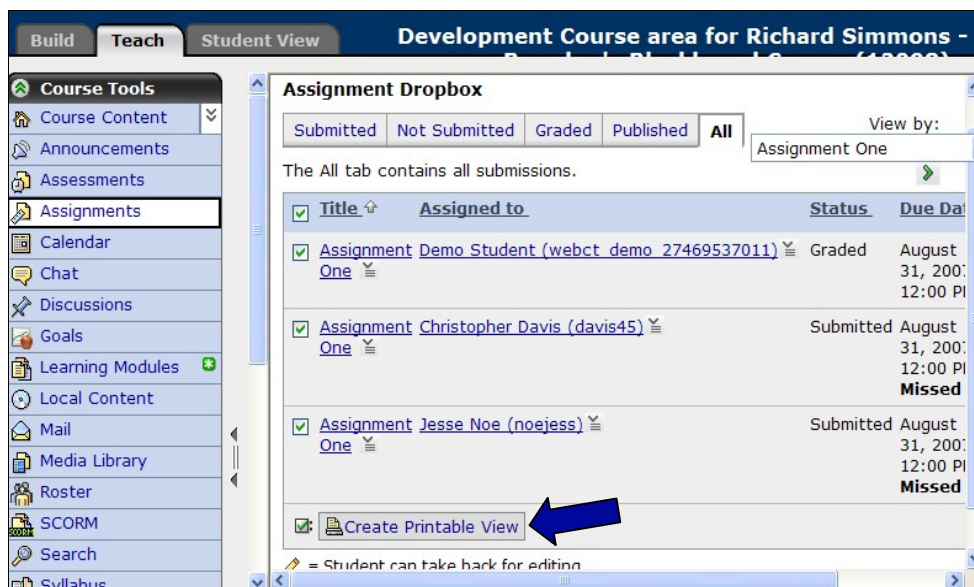 Build Teach Student View Development Course area for Richard Simmons -
Course Tools
Course Content
Announcements
Assessments
Assignments
Calendar
Chat
Discussions
Goals
Learning Modules
Local Content
Mail
Media Library
Roster
SCORM
Search
Syllabus
Assignment Dropbox
Submitted Not Submitted Graded Published All View by:
Assignment One
The All tab contains all submissions.
Title Assigned to Status Due Dat
Assignment Demo Student (webct_demo_27469537011) Graded August
One 31, 2007
12:00 P
Assignment Christopher Davis (davis45) Submitted August
One 31, 2007
12:00 P
Missed
Assignment Jesse Noe (noejess) Submitted August
One 31, 2007
12:00 P
Missed
Create Printable View
= Student can take back for editing